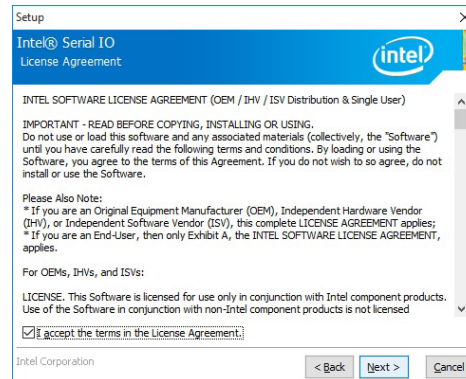 Setup
Intel® Serial IO
License Agreement
intel
INTEL SOFTWARE LICENSE AGREEMENT (OEM / IHV / ISV Distribution & Single User)
IMPORTANT - READ BEFORE COPYING, INSTALLING OR USING.
Do not use or load this software and any associated materials (collectively, the "Software")
until you have carefully read the following terms and conditions. By loading or using the
Software, you agree to the terms of this Agreement. If you do not wish to so agree, do not
install or use the Software.
Please Also Note:
* If you are an Original Equipment Manufacturer (OEM), Independent Hardware Vendor
(IHV), or Independent Software Vendor (ISV), this complete LICENSE AGREEMENT applies;
* If you are an End-User, then only Exhibit A, the INTEL SOFTWARE LICENSE AGREEMENT,
applies.
For OEMs, IHVs, and ISVs:
LICENSE. This Software is licensed for use only in conjunction with Intel component products.
Use of the Software in conjunction with non-Intel component products is not licensed
I accept the terms in the License Agreement.
Intel Corporation
< Back
Next >
Cancel